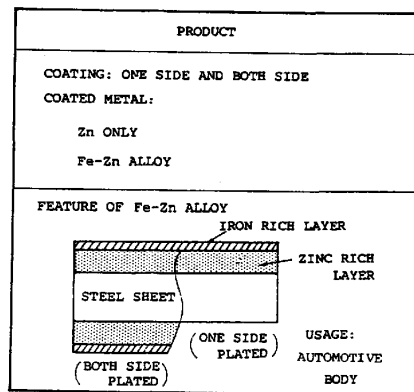 PRODUCT
COATING: ONE SIDE AND BOTH SIDE
COATED METAL:
Zn ONLY
Fe-Zn ALLOY
FEATURE OF Fe-Zn ALLOY
IRON RICH LAYER
ZINC RICH
LAYER
STEEL SHEET
(ONE SIDE
PLATED)
(BOTH SIDE
PLATED)
USAGE:
AUTOMOTIVE
BODY